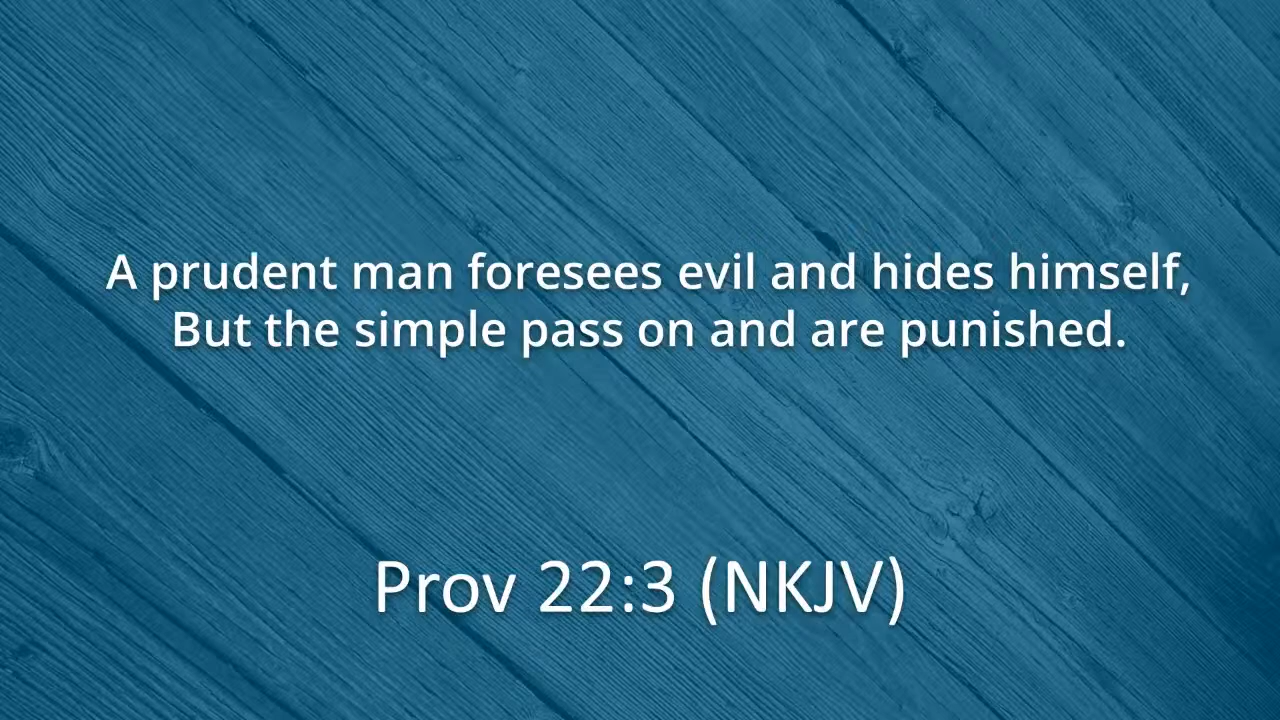 A prudent man foresees evil and hides himself,
But the simple pass on and are punished.
Prov 22:3 (NKJV)